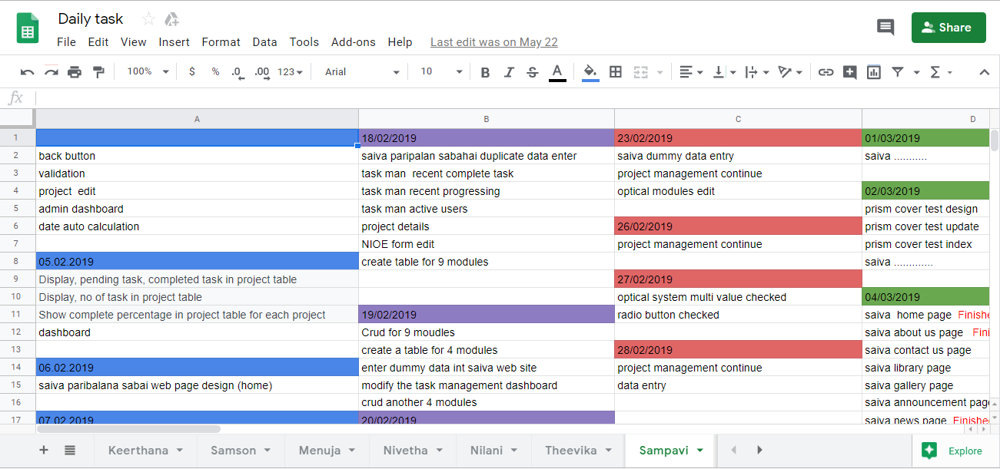 Daily task
File Edit View Insert Format Data Tools Add-ons Help Last edit was on May 22
Share
100% $ % .0 .00 123 Arial 10 B I S A
fx
A B C D
1 18/02/2019 23/02/2019 01/03/2019
2 back button saiva paripalan sabahai duplicate data enter saiva dummy data entry saiva ...........
3 validation task man recent complete task project management continue
4 project edit task man recent progressing optical modules edit 02/03/2019
5 admin dashboard task man active users prism cover test design
6 date auto calculation project details 26/02/2019 prism cover test update
7 NIOE form edit project management continue prism cover test index
8 05.02.2019 create table for 9 modules saiva .............
9 Display, pending task, completed task in project table 27/02/2019
10 Display, no of task in project table optical system multi value checked 04/03/2019
11 Show complete percentage in project table for each project 19/02/2019 radio button checked saiva home page Finishe
12 dashboard Crud for 9 moudles saiva about us page Fini
13 create a table for 4 modules 28/02/2019 saiva contact us page
14 06.02.2019 enter dummy data int saiva web site project management continue saiva library page
15 saiva paribalana sabai web page design (home) modify the task management dashboard data entry saiva gallery page
16 crud another 4 modules saiva announcement page
17 07.02.2019 20/02/2019 saiva news page Finished
Keerthana Samson Menuja Nivetha Nilani Theevika Sampavi Explore